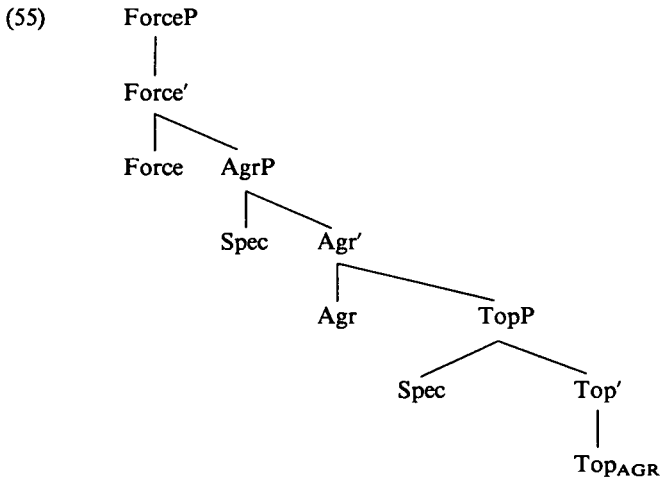 (55) ForceP
Force′
Force AgrP
Spec Agr′
Agr TopP
Spec Top′
TopAGR